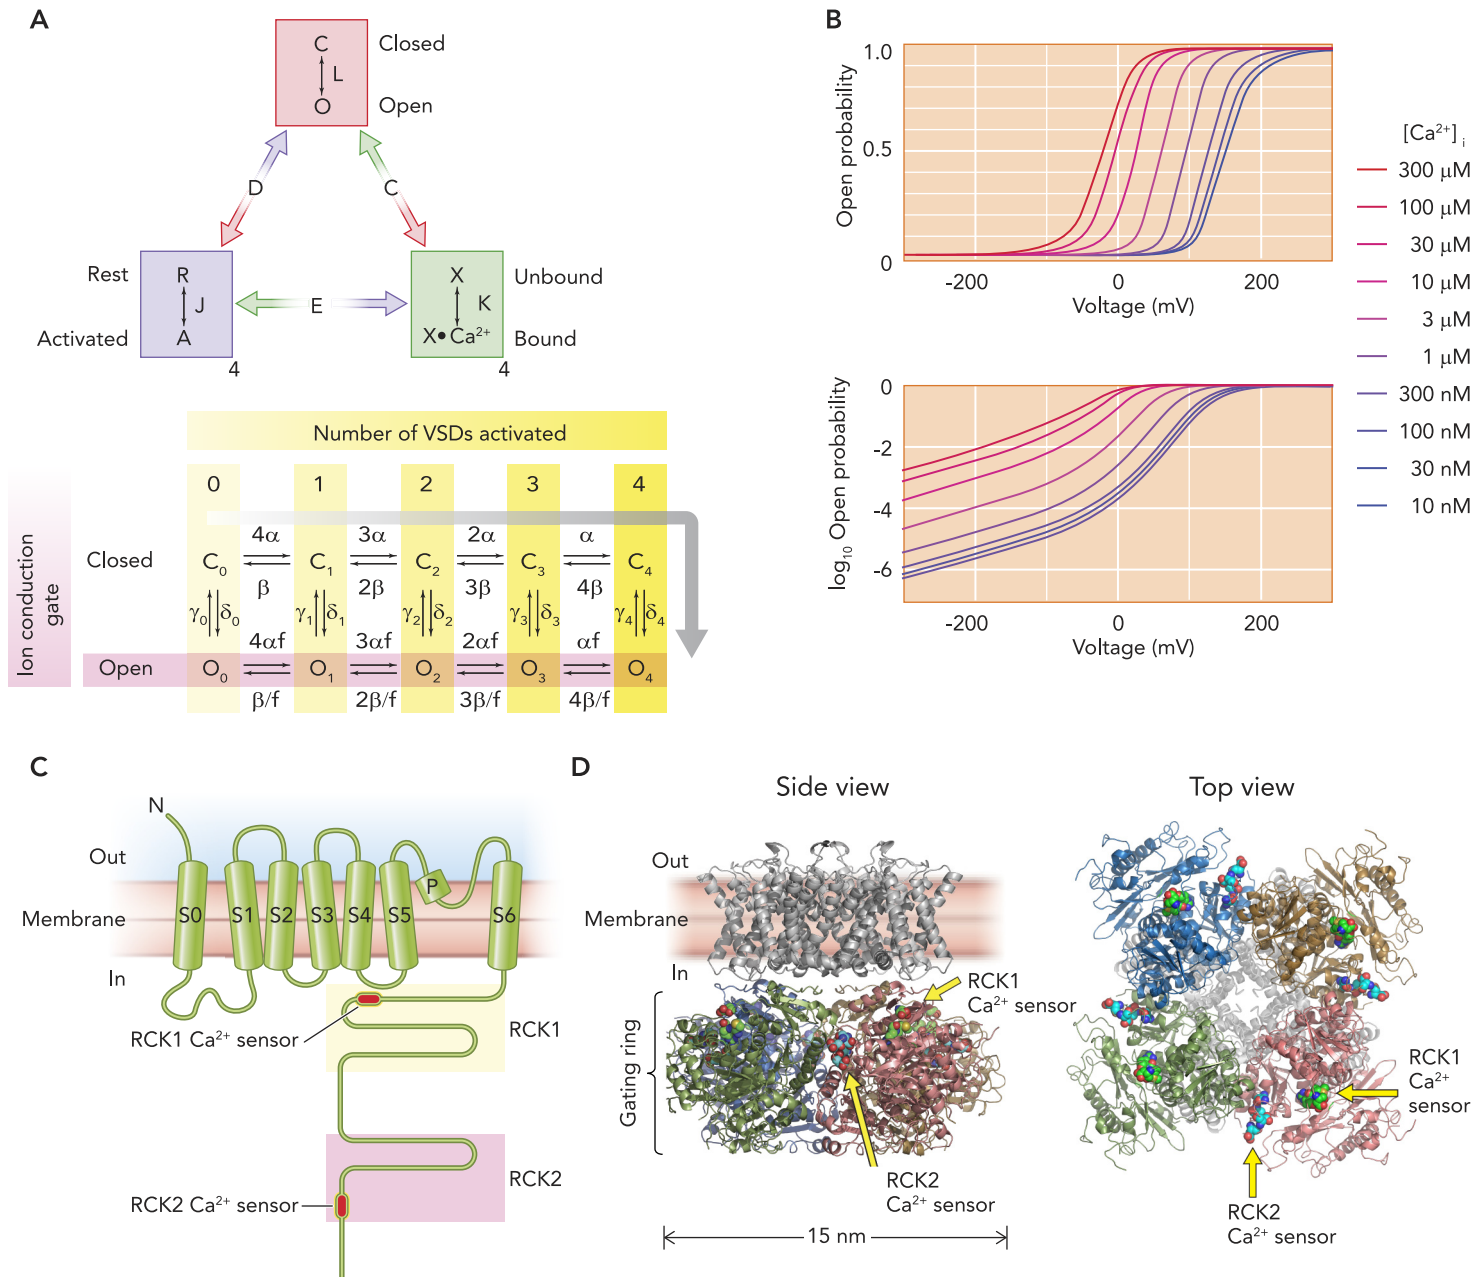 A
C
L
O
Closed
Open
D
C
Rest
R
J
A
Activated
4
E
X
K
X•Ca²⁺
Unbound
Bound
4
Number of VSDs activated
0 1 2 3 4
Ion conduction gate
Closed
4α 3α 2α α
C₀ C₁ C₂ C₃ C₄
β 2β 3β 4β
γ₀ δ₀ γ₁ δ₁ γ₂ δ₂ γ₃ δ₃ γ₄ δ₄
4αf 3αf 2αf αf
Open
O₀ O₁ O₂ O₃ O₄
β/f 2β/f 3β/f 4β/f
B
Open probability
1.0
0.5
0
-200 0 200
Voltage (mV)
log₁₀ Open probability
0
-2
-4
-6
-200 0 200
Voltage (mV)
[Ca²⁺]ᵢ
300 μM
100 μM
30 μM
10 μM
3 μM
1 μM
300 nM
100 nM
30 nM
10 nM
C
N
Out
Membrane
In
S0 S1 S2 S3 S4 S5 P S6
RCK1 Ca²⁺ sensor
RCK1
RCK2
RCK2 Ca²⁺ sensor
D
Side view
Out
Membrane
In
RCK1
Ca²⁺ sensor
Gating ring
RCK2
Ca²⁺ sensor
15 nm
Top view
RCK1
Ca²⁺
sensor
RCK2
Ca²⁺ sensor